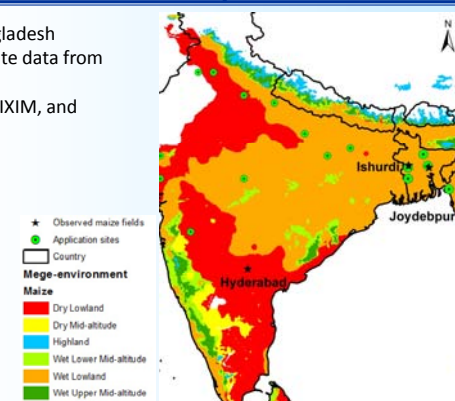 gladesh
te data from
IXIM, and
N
Ishurdi
Joydebpur
Hyderabad
Observed maize fields
Application sites
Country
Mege-environment
Maize
Dry Lowland
Dry Mid-altitude
Highland
Wet Lower Mid-altitude
Wet Lowland
Wet Upper Mid-altitude